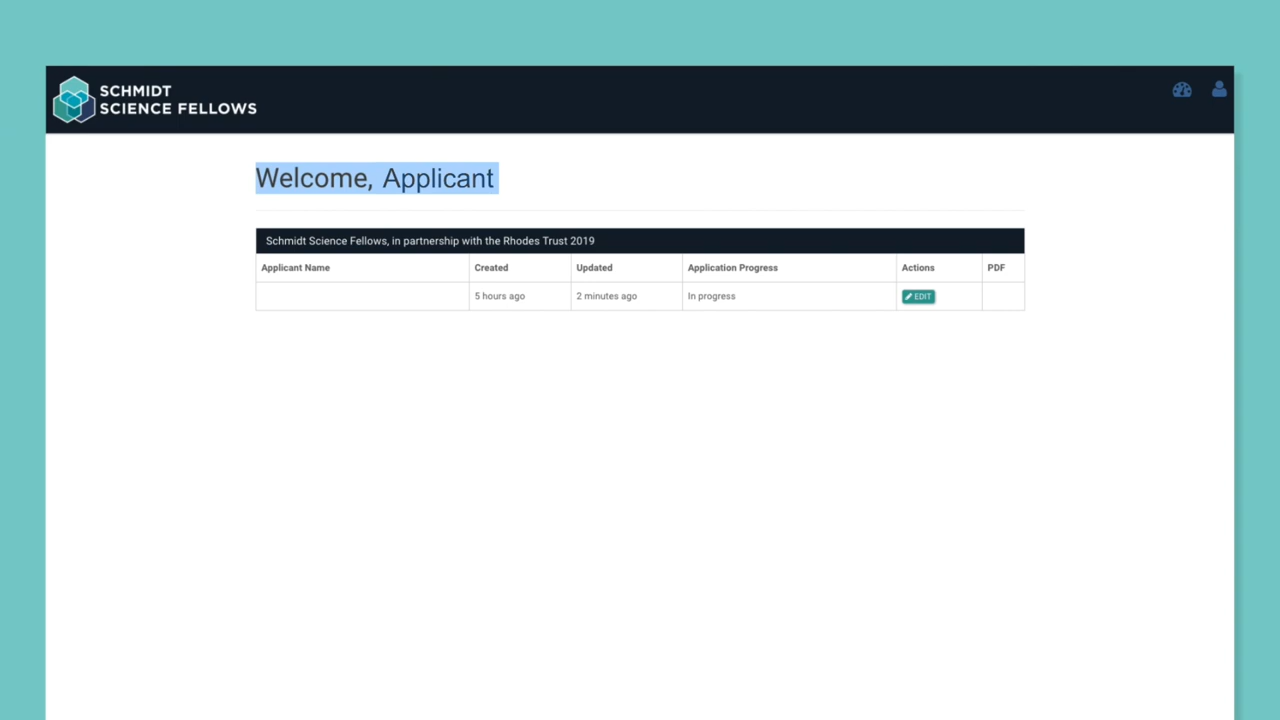 SCHMIDT
SCIENCE FELLOWS
Welcome, Applicant
Schmidt Science Fellows, in partnership with the Rhodes Trust 2019
Applicant Name Created Updated Application Progress Actions PDF
5 hours ago 2 minutes ago In progress EDIT